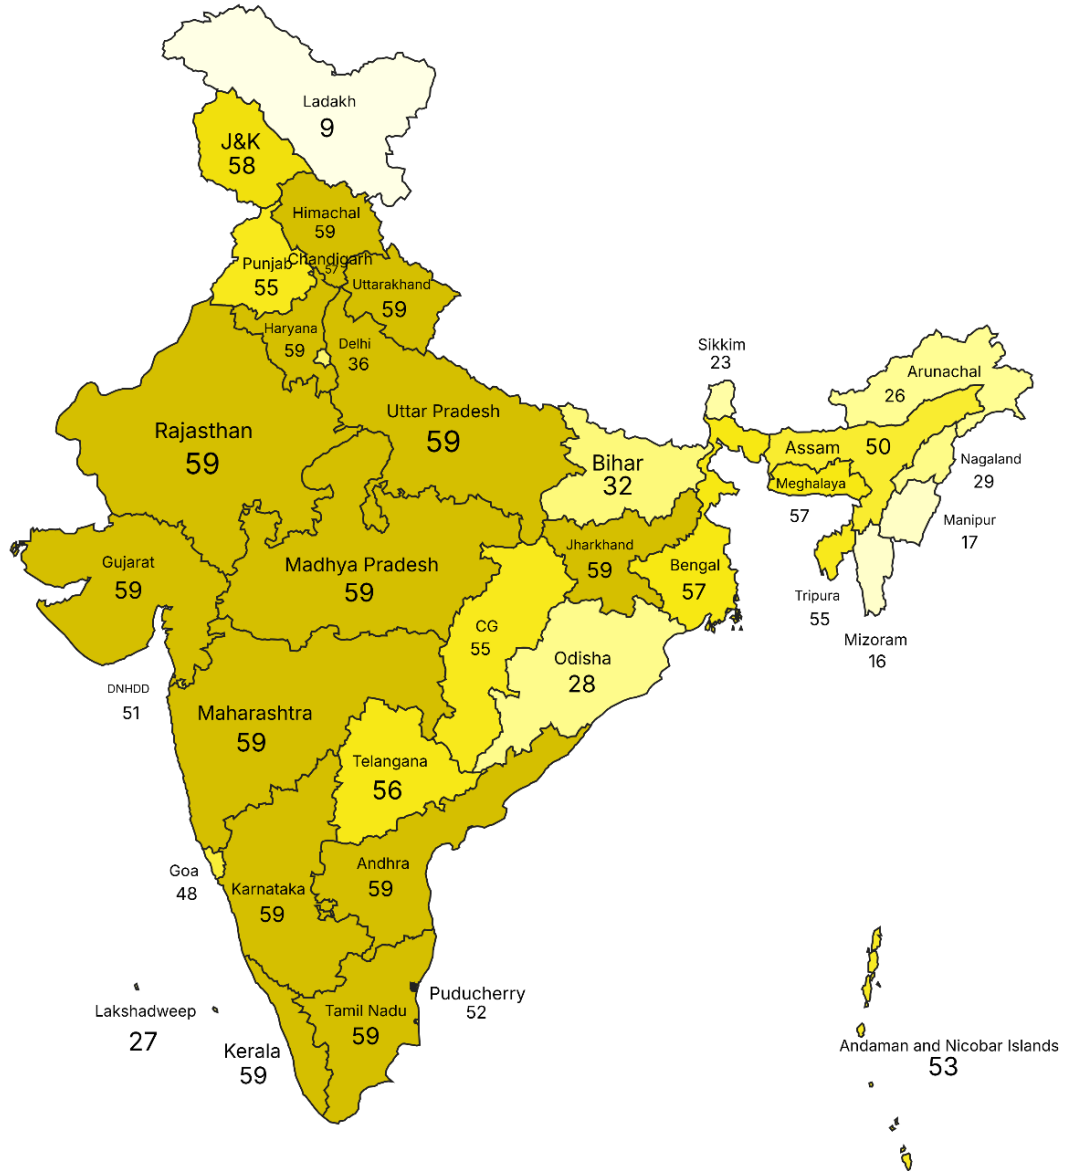 Ladakh
9
J&K
58
Himachal
59
Chandigarh
57
Punjab
55
Uttarakhand
59
Haryana
59
Delhi
36
Sikkim
23
Arunachal
26
Rajasthan
59
Uttar Pradesh
59
Bihar
32
Assam 50
Nagaland
29
Meghalaya
57
Manipur
17
Gujarat
59
Madhya Pradesh
59
Jharkhand
59
Bengal
57
Tripura
55
Mizoram
16
CG
55
Odisha
28
DNHDD
51
Maharashtra
59
Telangana
56
Goa
48
Karnataka
59
Andhra
59
Lakshadweep
27
Kerala
59
Tamil Nadu
59
Puducherry
52
Andaman and Nicobar Islands
53